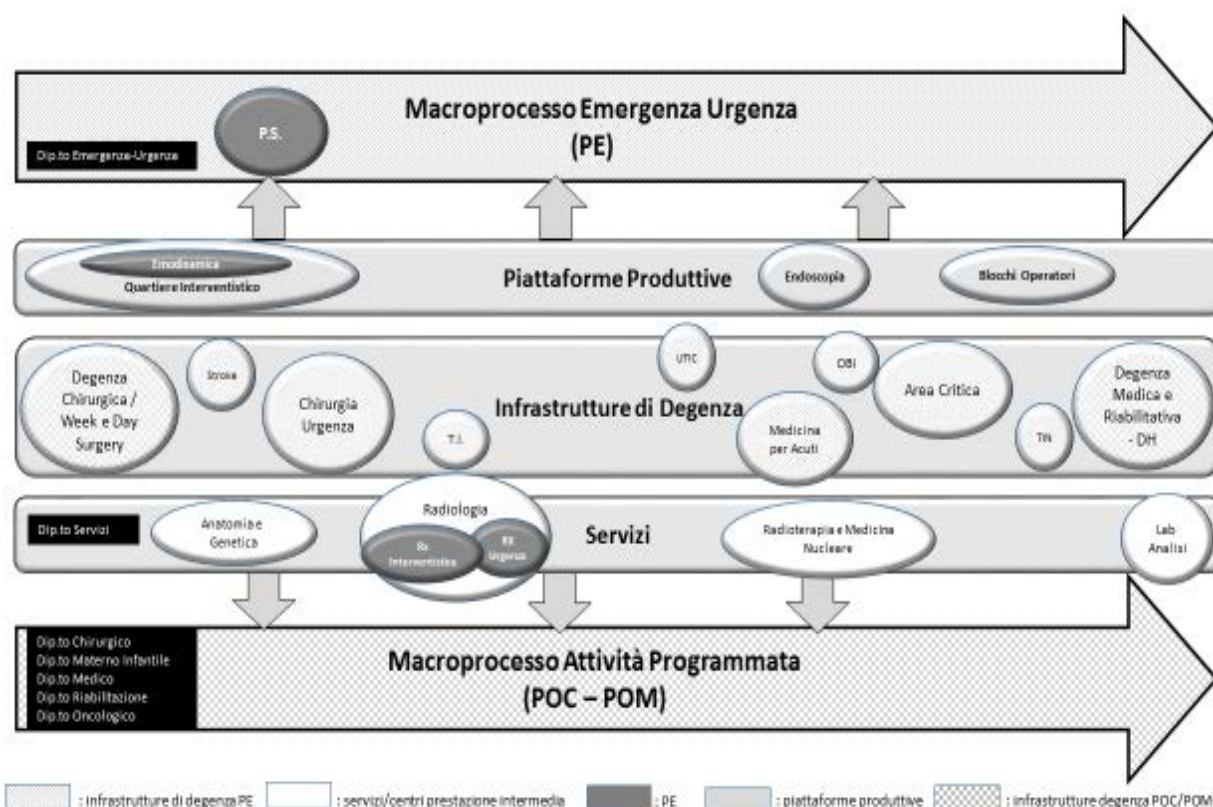 Macroprocesso Emergenza Urgenza
(PE)
P.S.
Dip.to Emergenza-Urgenza
Emodinamica
Quartiere Interventistico
Piattaforme Produttive
Endoscopia
Blocchi Operatori
Degenza
Chirurgica /
Week e Day
Surgery
Stroke
Chirurgia
Urgenza
T.I.
Infrastrutture di Degenza
UTIC
Medicina
per Acuti
OBI
Area Critica
TIN
Degenza
Medica e
Riabilitativa
- DH
Dip.to Servizi
Anatomia e
Genetica
Radiologia
Rx
Interventistica
RX
Urgenza
Servizi
Radioterapia e Medicina
Nucleare
Lab
Analisi
Dip.to Chirurgico
Dip.to Materno Infantile
Dip.to Medico
Dip.to Riabilitazione
Dip.to Oncologico
Macroprocesso Attività Programmata
(POC – POM)
: infrastrutture di degenza PE
: servizi/centri prestazione intermedia
: PE
: piattaforme produttive
: infrastrutture degenza POC/POM